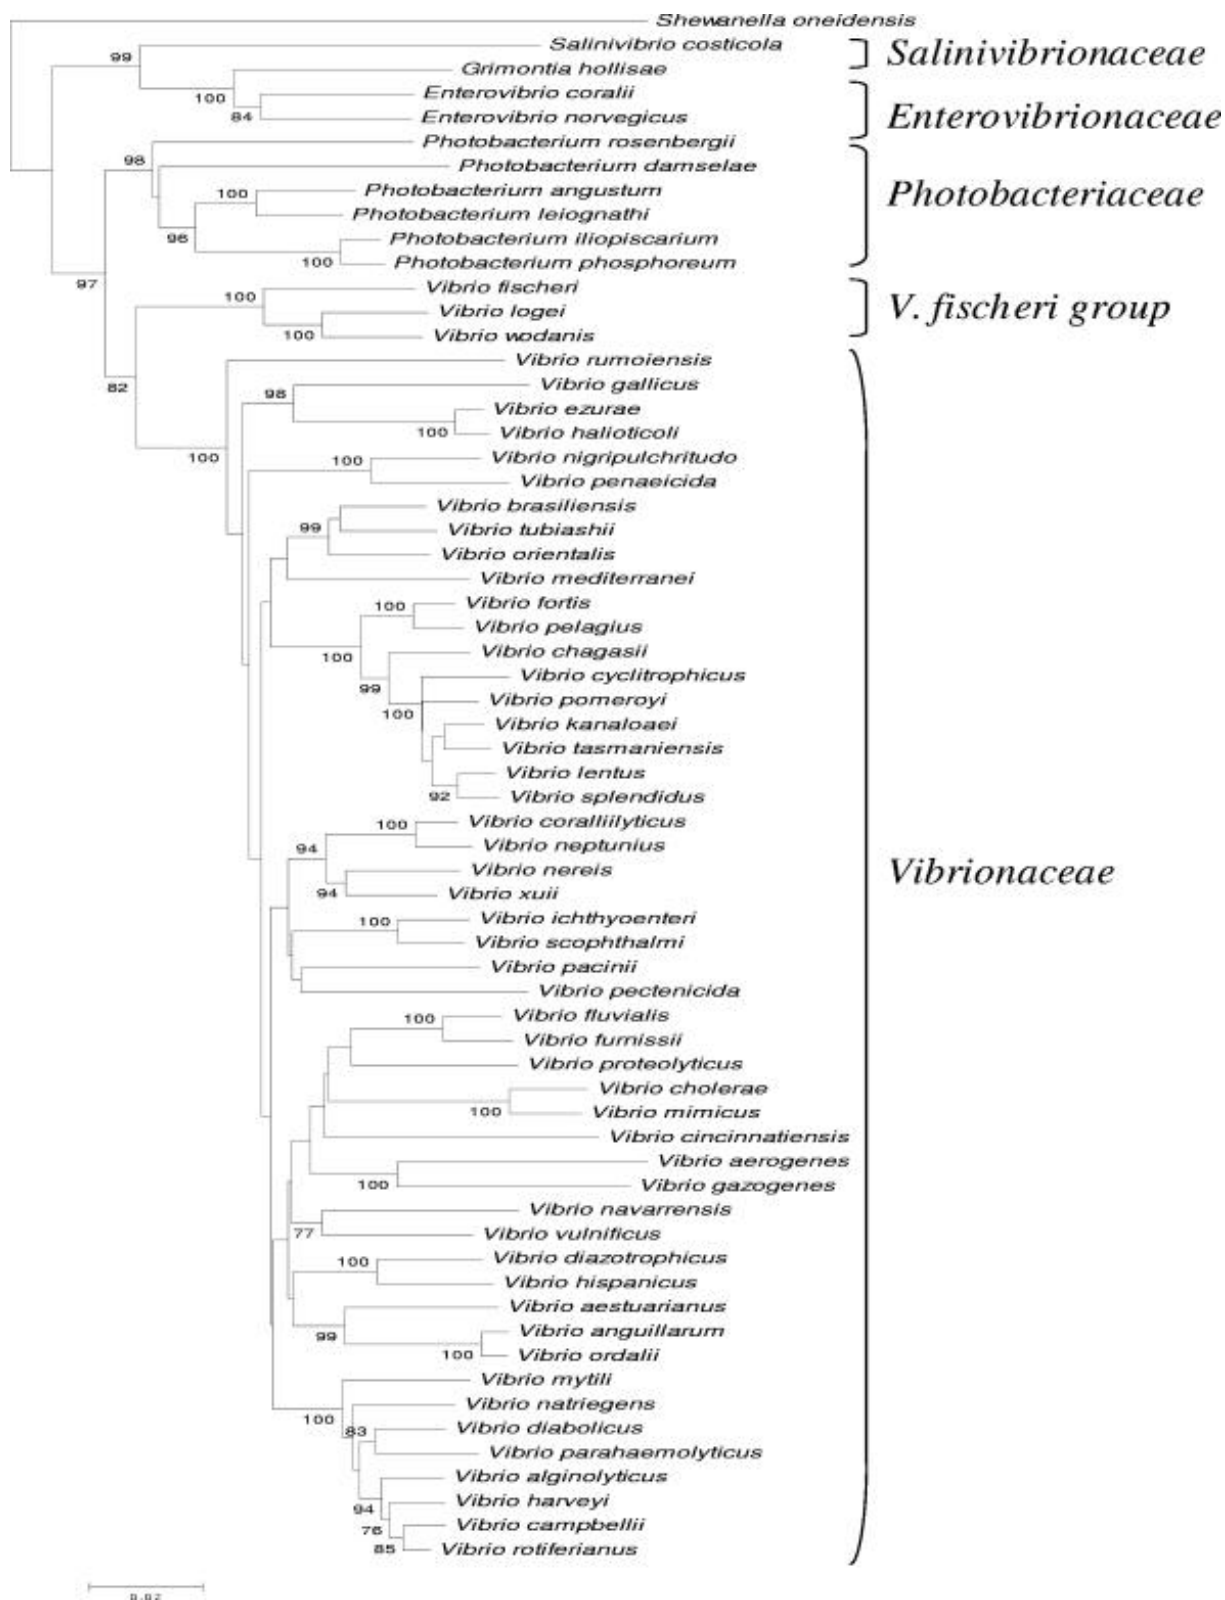 Shewanella oneidensis
Salinivibrio costicola
99
Salinivibrionaceae
Grimontia hollisae
100
Enterovibrio coralii
84
Enterovibrio norvegicus
Enterovibrionaceae
Photobacterium rosenbergii
98
Photobacterium damselae
Photobacterium angustum
100
Photobacteriaceae
Photobacterium leiognathi
96
Photobacterium iliopiscarium
100
Photobacterium phosphoreum
97
Vibrio fischeri
100
Vibrio logei
V. fischeri group
100
Vibrio wodanis
Vibrio rumoiensis
82
Vibrio gallicus
98
Vibrio ezurae
100
Vibrio halioticoli
100
Vibrio nigripulchritudo
100
Vibrio penaeicida
Vibrio brasiliensis
99
Vibrio tubiashii
Vibrio orientalis
Vibrio mediterranei
Vibrio fortis
100
Vibrio pelagius
100
Vibrio chagasii
99
Vibrio cyclitrophicus
Vibrio pomeroyi
100
Vibrio kanaloaei
Vibrio tasmaniensis
Vibrio lentus
92
Vibrio splendidus
Vibrio coralliilyticus
100
Vibrio neptunius
94
Vibrio nereis
Vibrionaceae
94
Vibrio xuii
Vibrio ichthyoenteri
100
Vibrio scophthalmi
Vibrio pacinii
Vibrio pectenicida
Vibrio fluvialis
100
Vibrio furnissii
Vibrio proteolyticus
Vibrio cholerae
100
Vibrio mimicus
Vibrio cincinnatiensis
Vibrio aerogenes
100
Vibrio gazogenes
Vibrio navarrensis
77
Vibrio vulnificus
Vibrio diazotrophicus
100
Vibrio hispanicus
Vibrio aestuarianus
99
Vibrio anguillarum
100
Vibrio ordalii
Vibrio mytili
100
Vibrio natriegens
83
Vibrio diabolicus
Vibrio parahaemolyticus
Vibrio alginolyticus
94
Vibrio harveyi
76
Vibrio campbellii
85
Vibrio rotiferianus
0.02